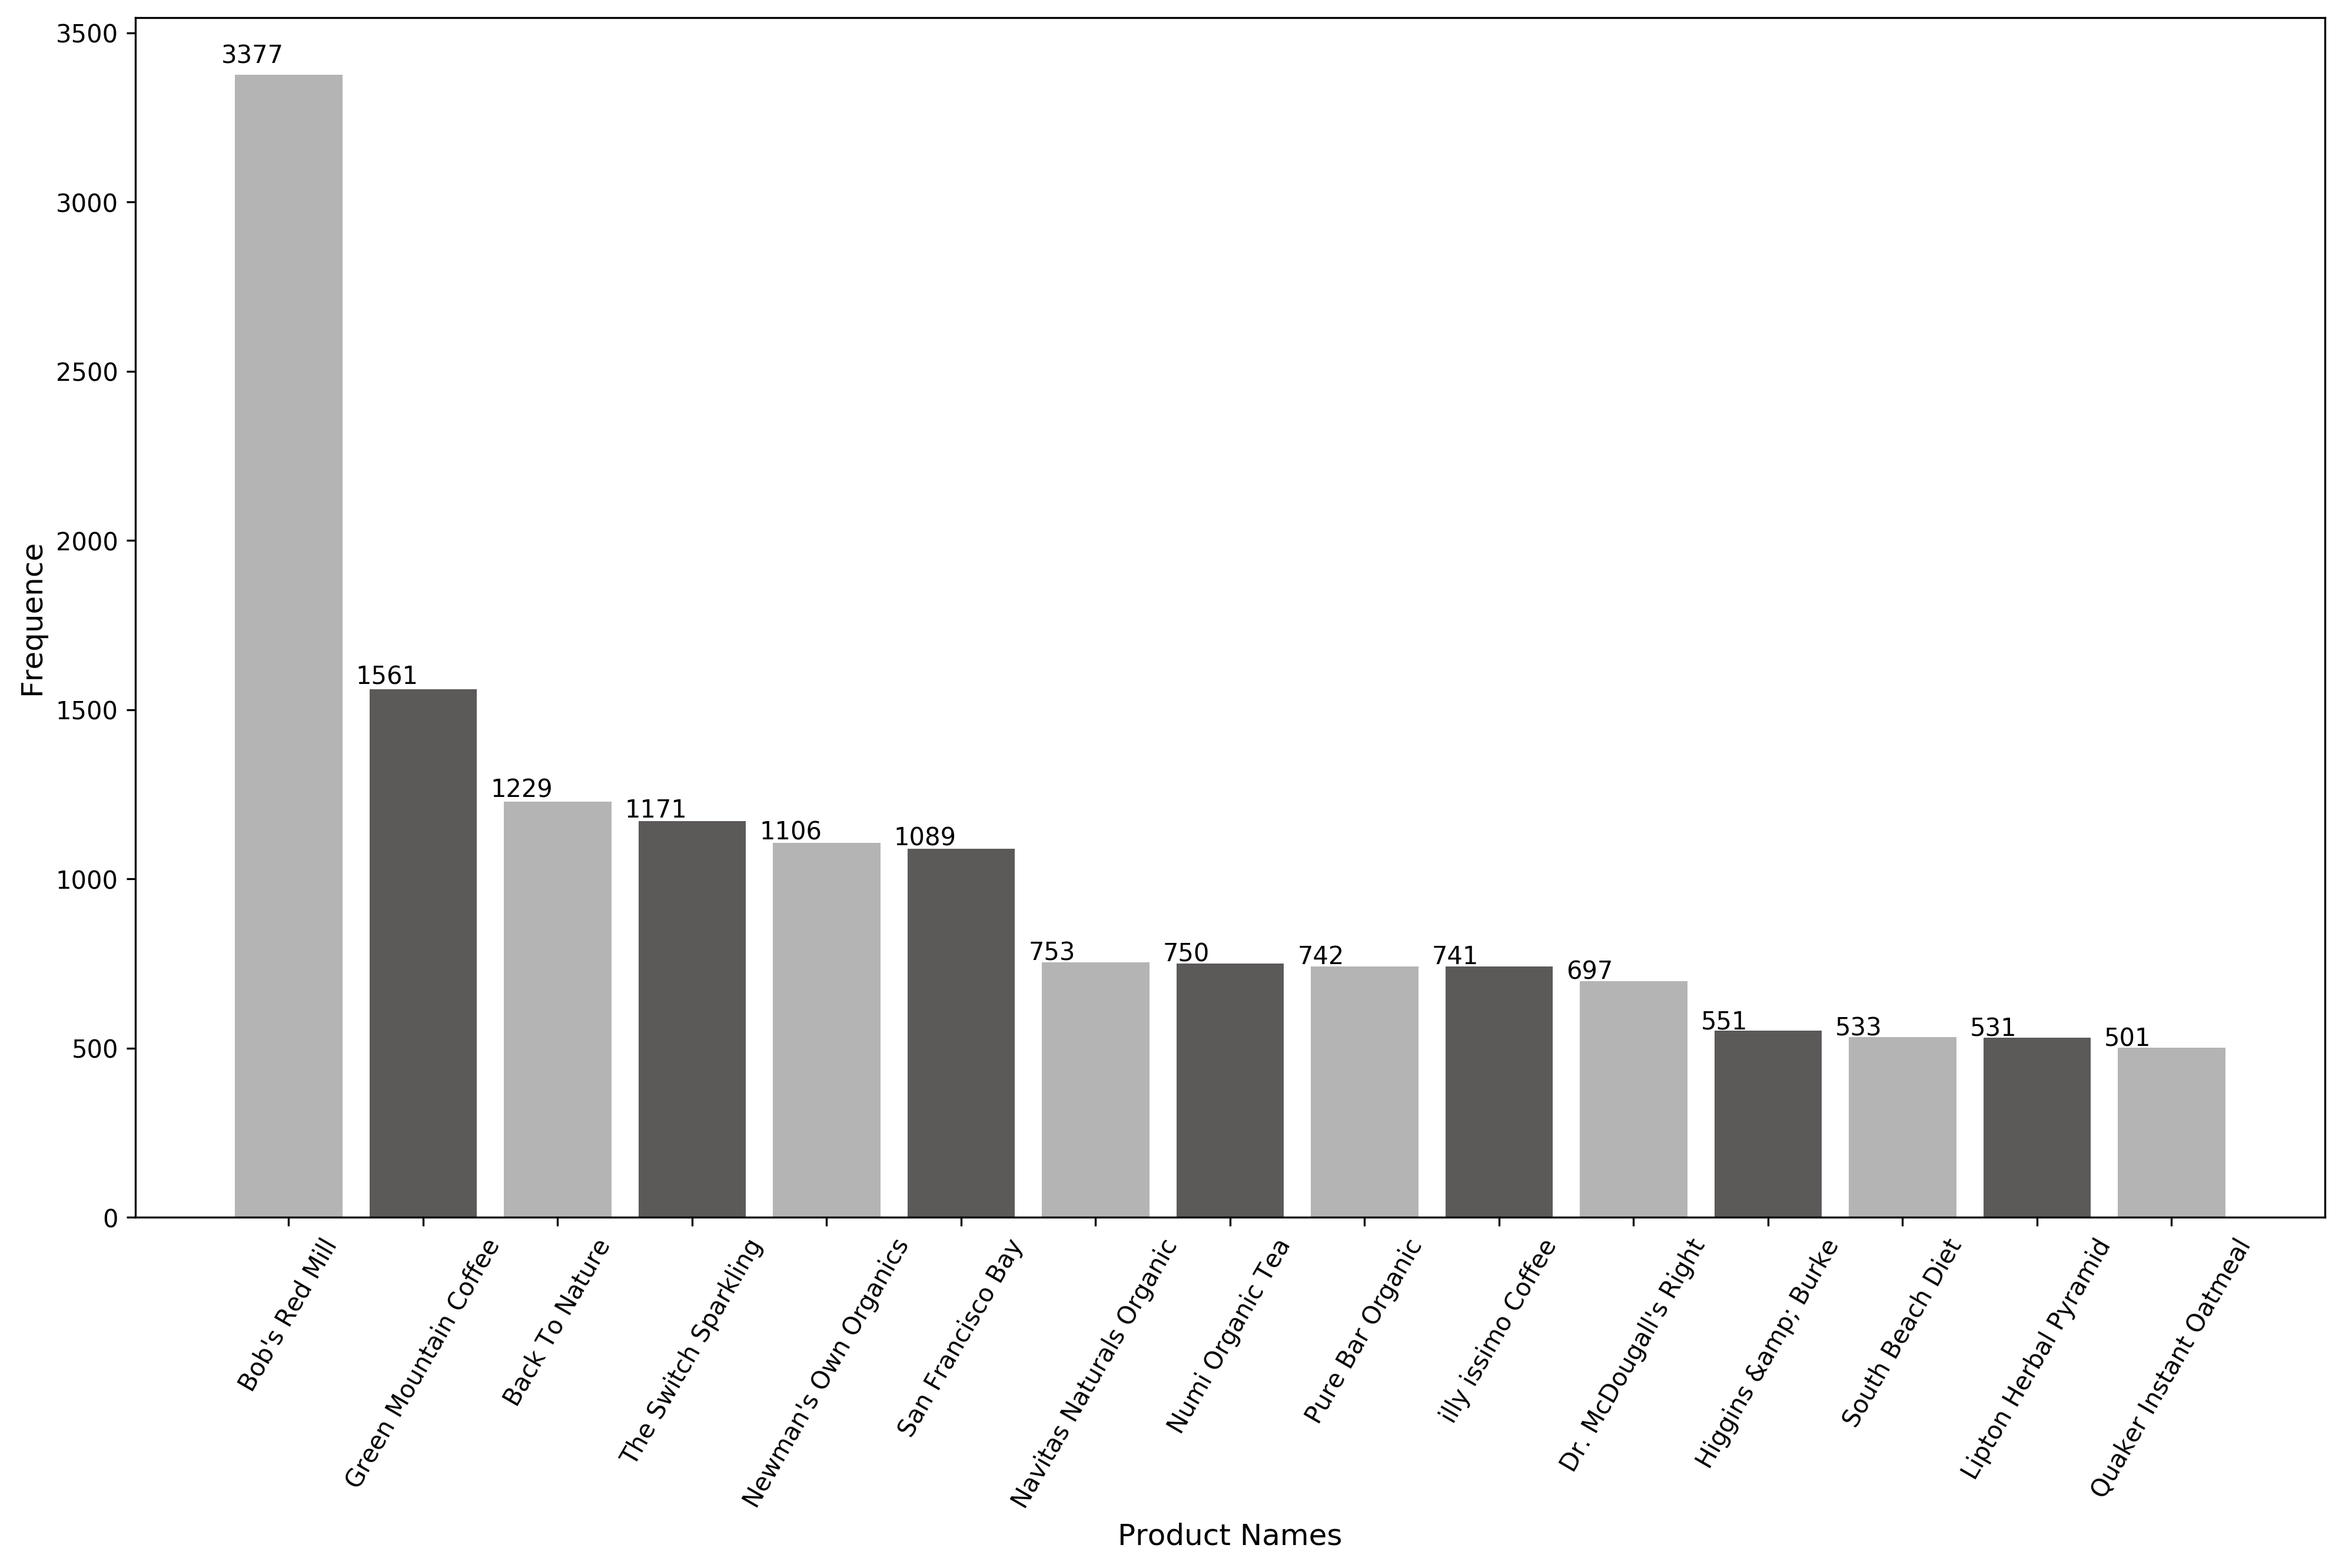 3500
3000
2500
2000
1500
1000
500
0
Frequence
3377
1561
1229
1171
1106
1089
753
750
742
741
697
551
533
531
501
Bob's Red Mill
Green Mountain Coffee
Back To Nature
The Switch Sparkling
Newman's Own Organics
San Francisco Bay
Navitas Naturals Organic
Numi Organic Tea
Pure Bar Organic
illy issimo Coffee
Dr. McDougall's Right
Higgins &amp; Burke
South Beach Diet
Lipton Herbal Pyramid
Quaker Instant Oatmeal
Product Names